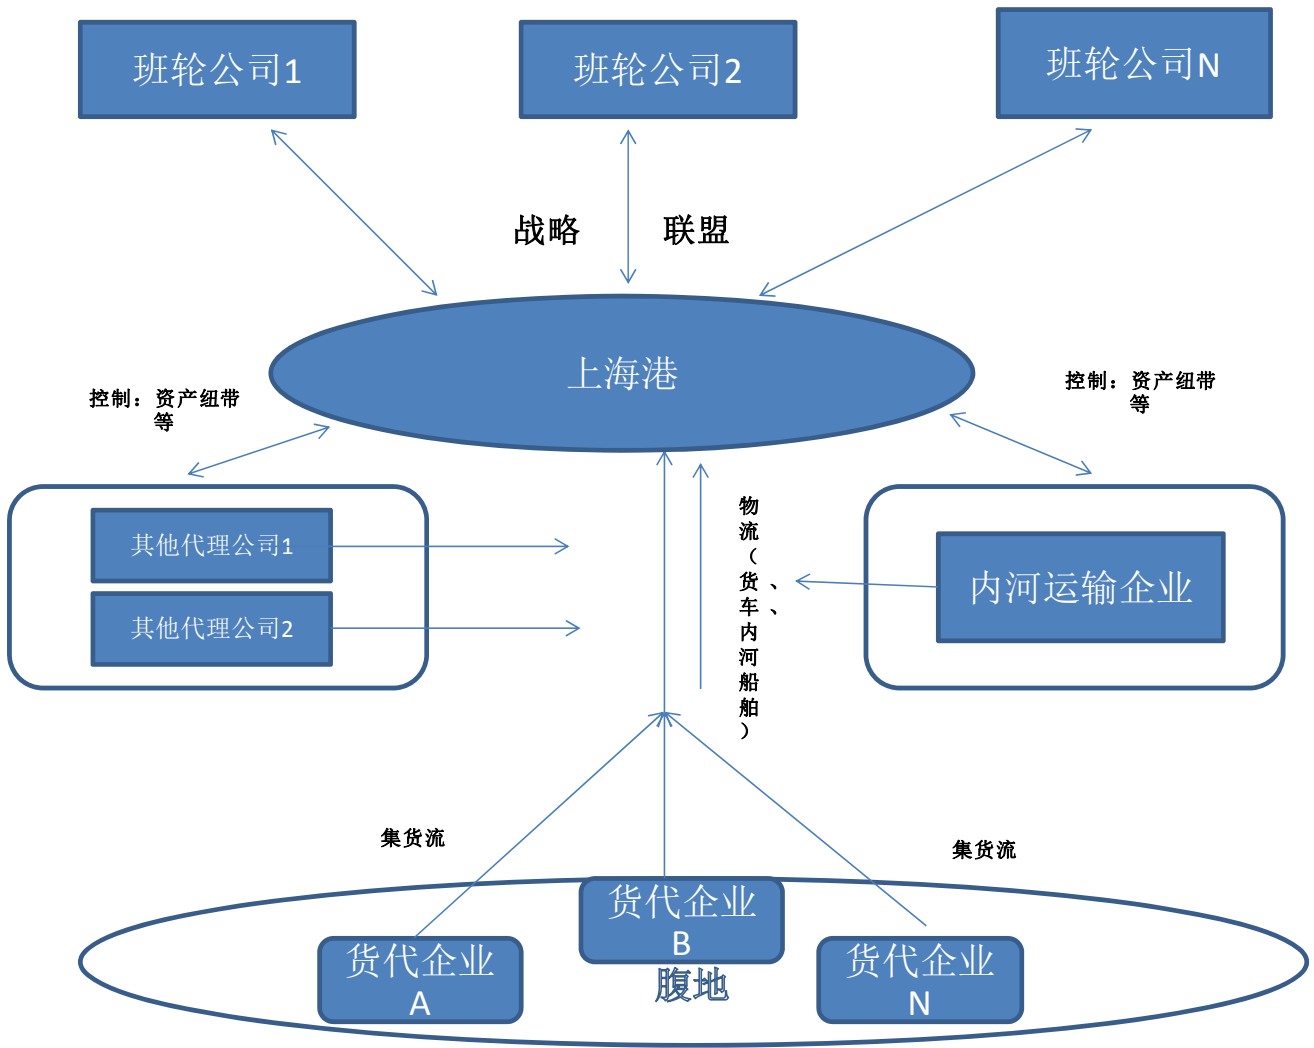 班轮公司1
班轮公司2
班轮公司N
战略
联盟
上海港
控制：资产纽带
等
控制：资产纽带
等
其他代理公司1
其他代理公司2
物流（货车、内河船舶、）
内河运输企业
集货流
集货流
货代企业
A
货代企业
B
货代企业
N
腹地